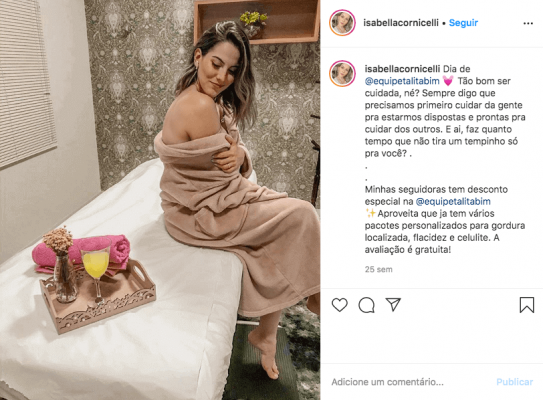 isabellacornicelli • Seguir
isabellacornicelli Dia de
@equipetalitabim 💓 Tão bom ser
cuidada, né? Sempre digo que
precisamos primeiro cuidar da gente
pra estarmos dispostas e prontas pra
cuidar dos outros. E ai, faz quanto
tempo que não tira um tempinho só
pra você? .
.
.
Minhas seguidoras tem desconto
especial na @equipetalitabim
✨Aproveita que ja tem vários
pacotes personalizados para gordura
localizada, flacidez e celulite. A
avaliação é gratuita!
25 sem
Adicione um comentário... Publicar